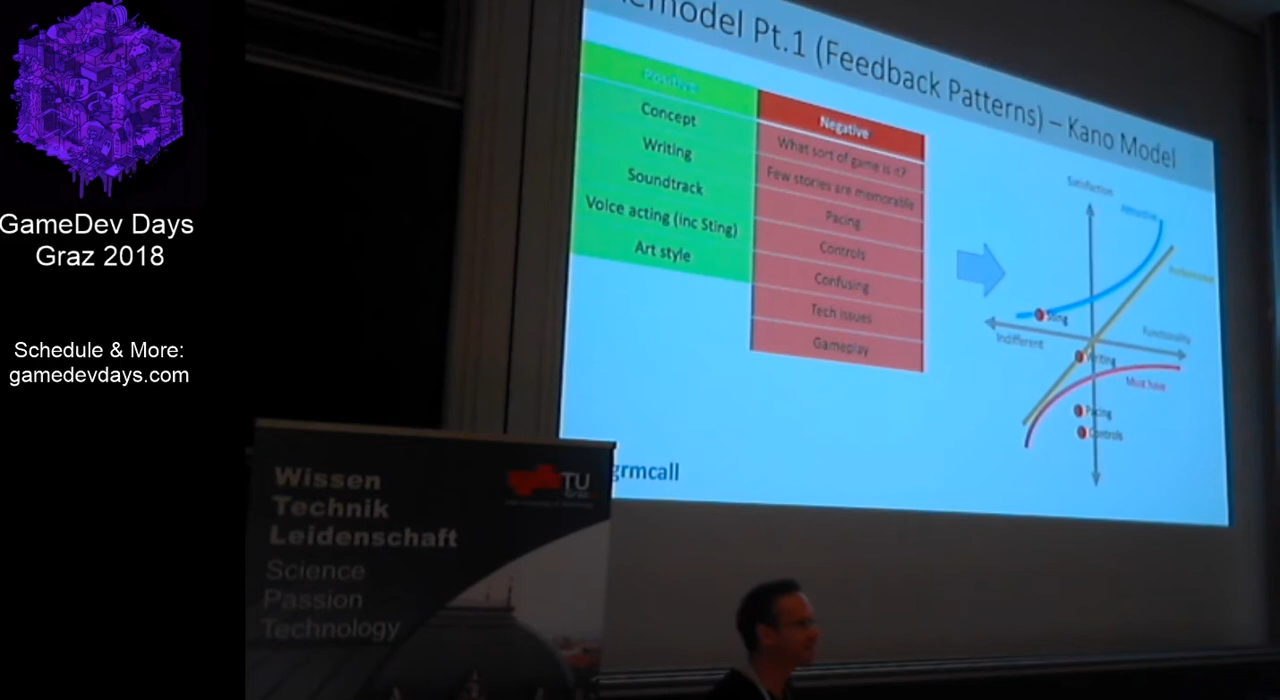 GameDev Days
Graz 2018
Schedule & More:
gamedevdays.com
Pt.1 (Feedback Patterns) – Kano Model
Positive
Concept
Writing
Soundtrack
Voice acting (inc Sting)
Art style
Negative
What sort of game is it?
Few stories are memorable
Pacing
Controls
Confusing
Tech issues
Gameplay
Satisfaction
Attractive
Performance
Sting
Functionality
Indifferent
Writing
Must have
Pacing
Controls
grmcall
Wissen
Technik
Leidenschaft
TU
Graz
Science
Passion
Technology